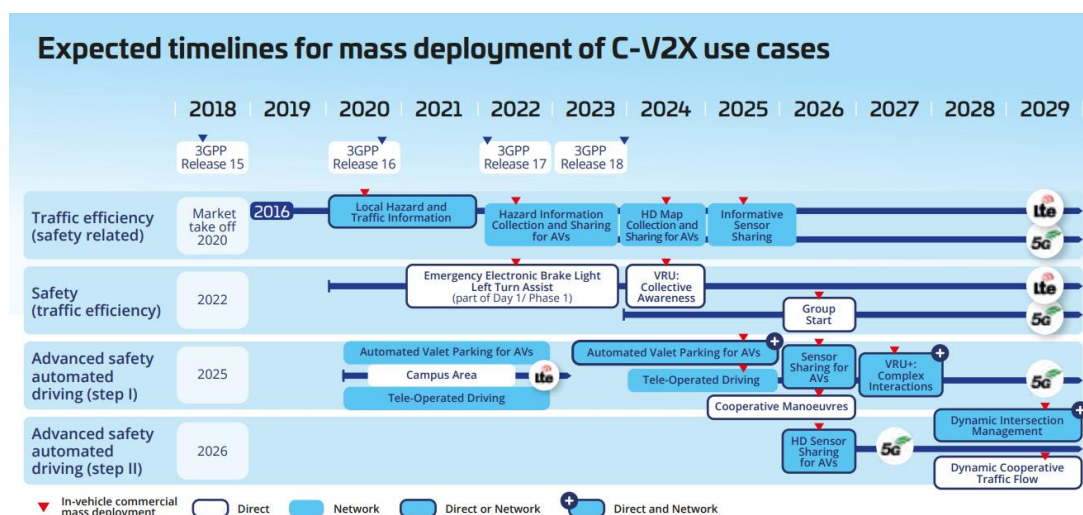 Expected timelines for mass deployment of C-V2X use cases
2018 2019 2020 2021 2022 2023 2024 2025 2026 2027 2028 2029
3GPP
Release 15
3GPP
Release 16
3GPP
Release 17
3GPP
Release 18
Traffic efficiency
(safety related)
Market
take off
2020
2016
Local Hazard and
Traffic Information
Hazard Information
Collection and Sharing
for AVs
HD Map
Collection and
Sharing for AVs
Informative
Sensor
Sharing
lte
5G
Safety
(traffic efficiency)
2022
Emergency Electronic Brake Light
Left Turn Assist
(part of Day 1/ Phase 1)
VRU:
Collective
Awareness
Group
Start
lte
5G
Advanced safety
automated
driving (step I)
2025
Automated Valet Parking for AVs
Campus Area
lte
Tele-Operated Driving
Automated Valet Parking for AVs
+
Tele-Operated Driving
Cooperative Manoeuvres
Sensor
Sharing for
AVs
VRU+:
Complex
Interactions
+
5G
Advanced safety
automated
driving (step II)
2026
HD Sensor
Sharing
for AVs
5G
Dynamic Intersection
Management
+
Dynamic Cooperative
Traffic Flow
In-vehicle commercial
mass deployment
Direct
Network
Direct or Network
+
Direct and Network